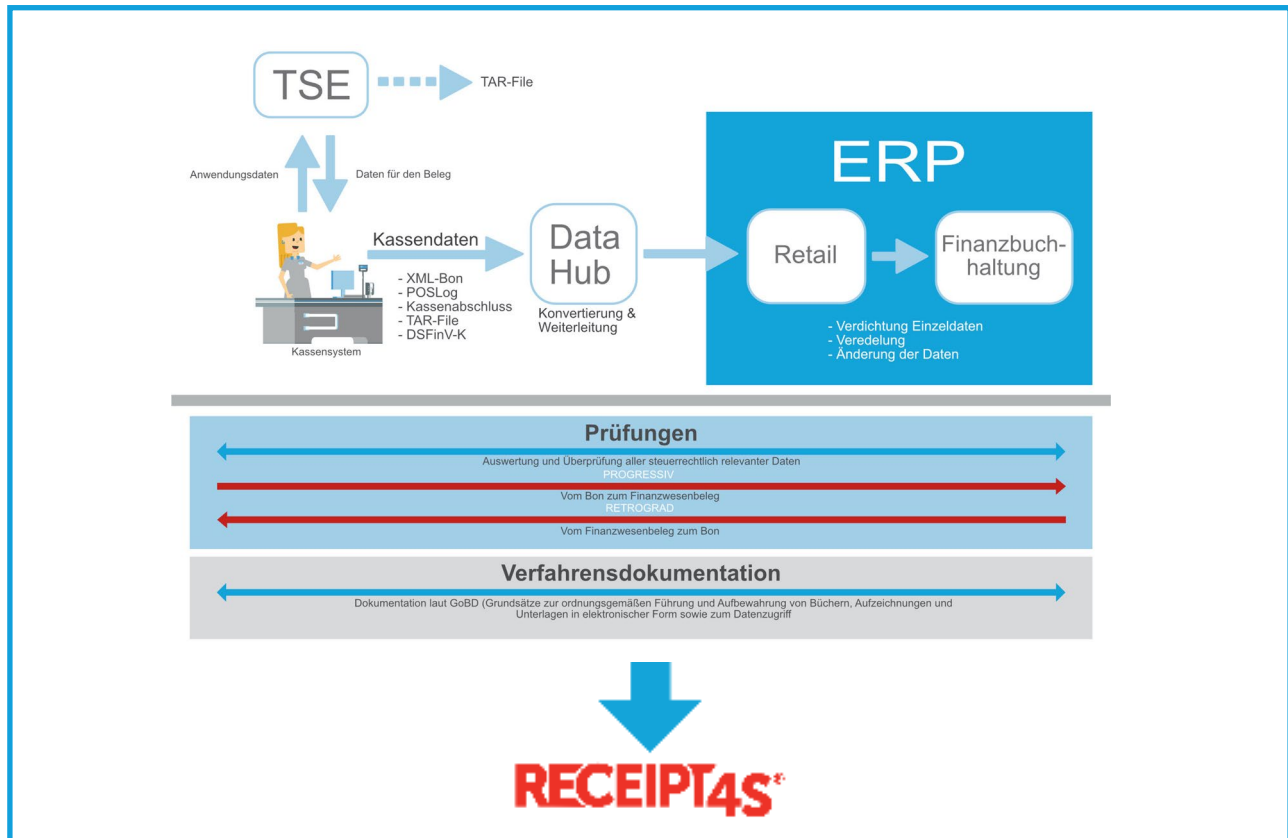 TSE
TAR-File
Anwendungsdaten
Daten für den Beleg
Kassendaten
- XML-Bon
- POSLog
- Kassenabschluss
- TAR-File
- DSFinV-K
Kassensystem
Data
Hub
Konvertierung &
Weiterleitung
ERP
Retail
Finanzbuch-
haltung
- Verdichtung Einzeldaten
- Veredelung
- Änderung der Daten
Prüfungen
Auswertung und Überprüfung aller steuerrechtlich relevanter Daten
PROGRESSIV
Vom Bon zum Finanzwesenbeleg
RETROGRAD
Vom Finanzwesenbeleg zum Bon
Verfahrensdokumentation
Dokumentation laut GoBD (Grundsätze zur ordnungsgemäßen Führung und Aufbewahrung von Büchern, Aufzeichnungen und
Unterlagen in elektronischer Form sowie zum Datenzugriff
RECEIPT4S